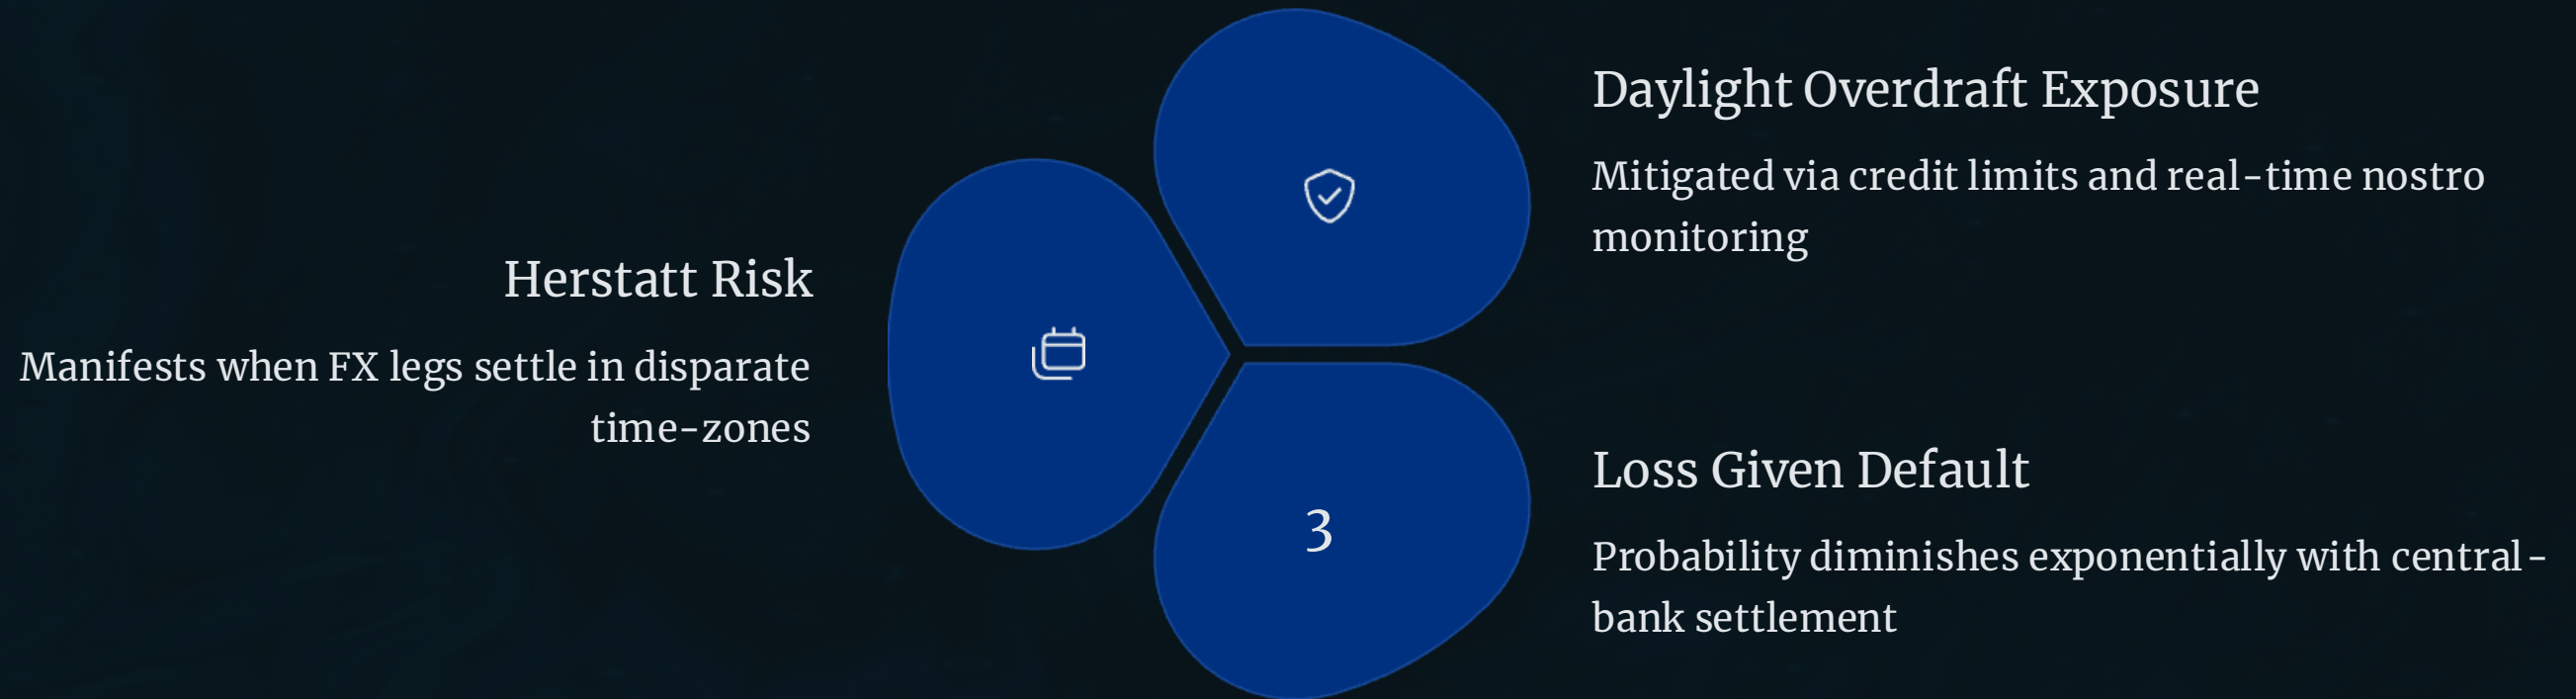 Herstatt Risk
Manifests when FX legs settle in disparate
time-zones
Daylight Overdraft Exposure
Mitigated via credit limits and real-time nostro
monitoring
3
Loss Given Default
Probability diminishes exponentially with central-
bank settlement